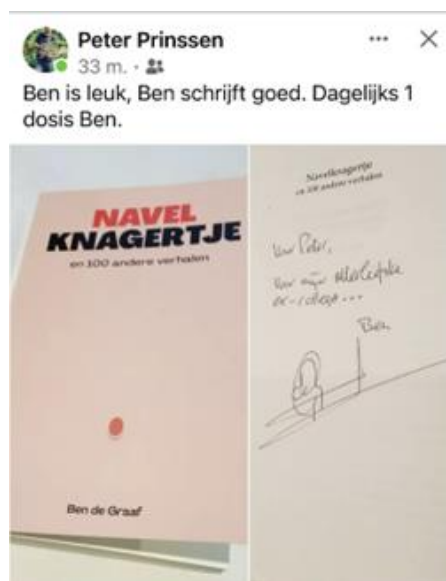 Peter Prinssen
33 m.
Ben is leuk, Ben schrijft goed. Dagelijks 1
dosis Ben.
NAVEL
KNAGERTJE
en 100 andere verhalen
Ben de Graaf
Navelknagertje
en 100 andere verhalen
Voor Peter,
Voor mijn allerliefste
ex-collega...
Ben